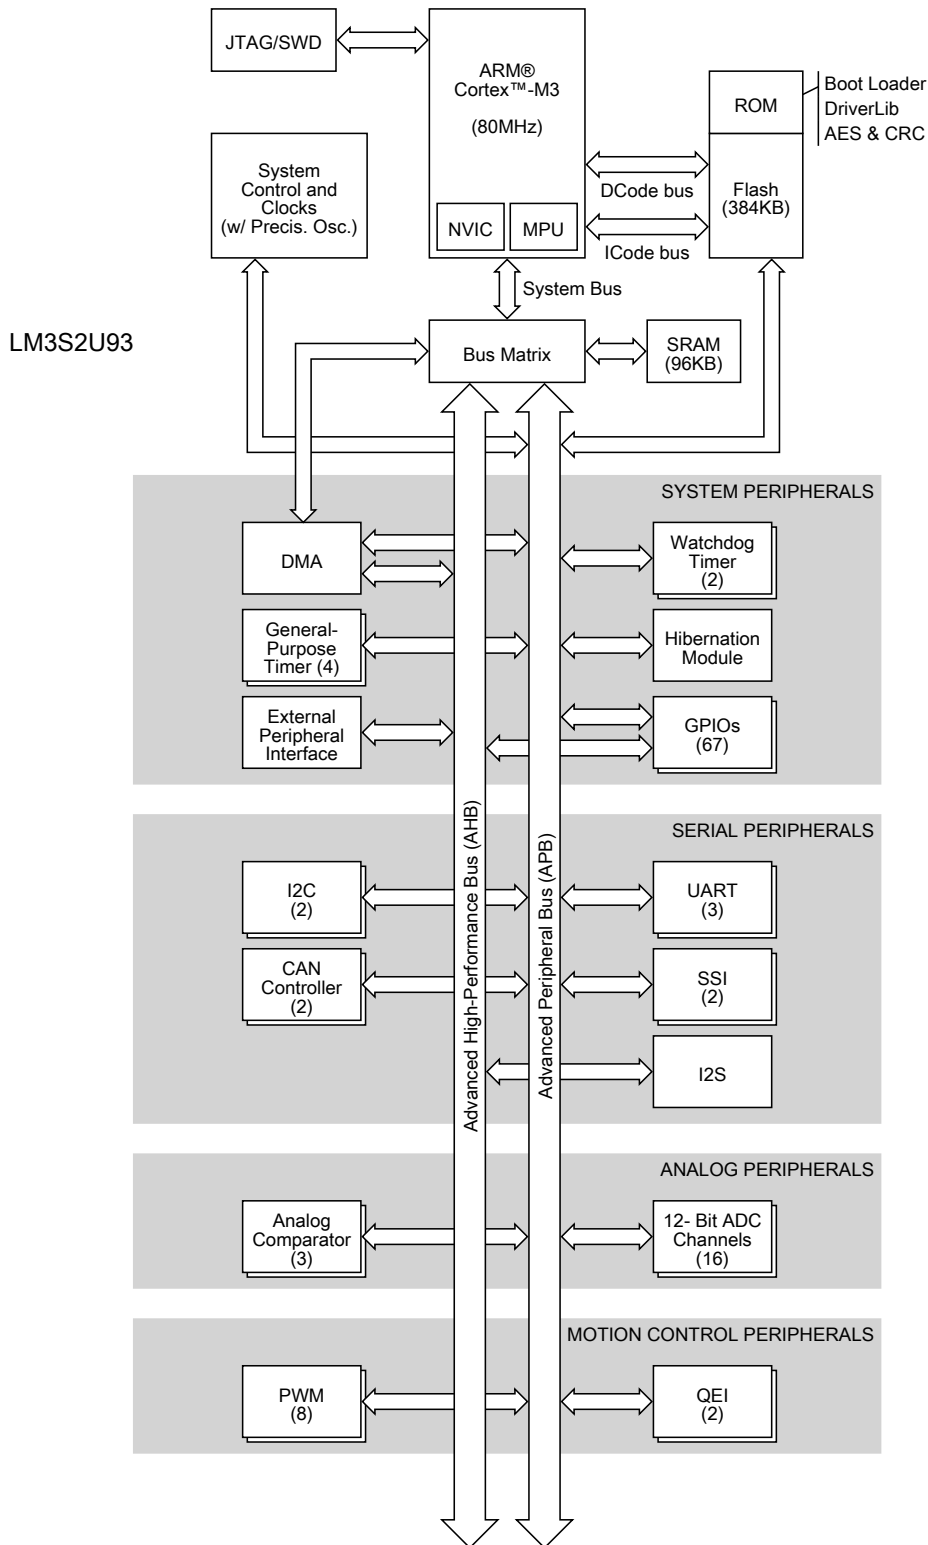 JTAG/SWD
ARM®
Cortex™-M3
(80MHz)
NVIC
MPU
ROM
Boot Loader
DriverLib
AES & CRC
Flash
(384KB)
DCode bus
ICode bus
System
Control and
Clocks
(w/ Precis. Osc.)
System Bus
LM3S2U93
Bus Matrix
SRAM
(96KB)
SYSTEM PERIPHERALS
DMA
Watchdog
Timer
(2)
General-
Purpose
Timer (4)
Hibernation
Module
External
Peripheral
Interface
GPIOs
(67)
Advanced High-Performance Bus (AHB)
Advanced Peripheral Bus (APB)
SERIAL PERIPHERALS
I2C
(2)
UART
(3)
CAN
Controller
(2)
SSI
(2)
I2S
ANALOG PERIPHERALS
Analog
Comparator
(3)
12- Bit ADC
Channels
(16)
MOTION CONTROL PERIPHERALS
PWM
(8)
QEI
(2)